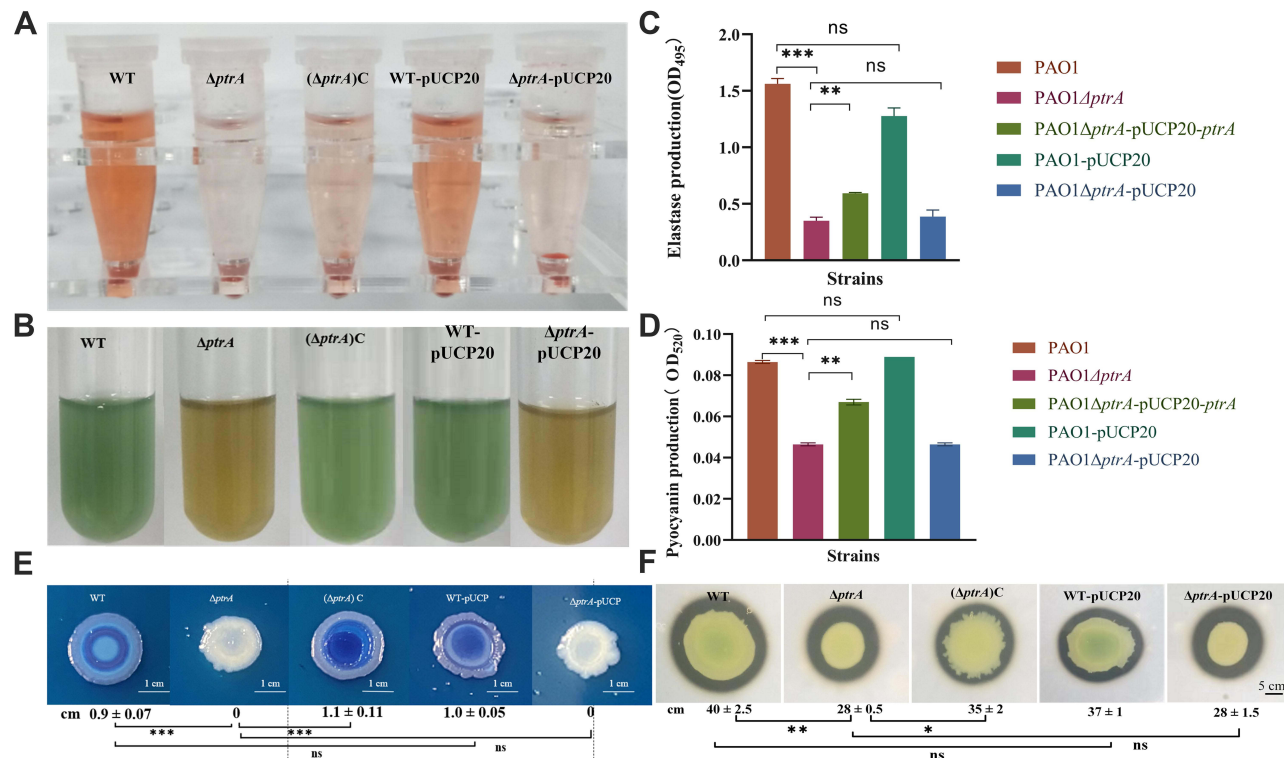 A
WT
ΔptrA
(ΔptrA)C
WT-pUCP20
ΔptrA-pUCP20
B
WT
ΔptrA
(ΔptrA)C
WT-
pUCP20
ΔptrA-
pUCP20
C
Elastase production(OD495)
2.0
1.5
1.0
0.5
0.0
ns
***
ns
**
Strains
PAO1
PAO1ΔptrA
PAO1ΔptrA-pUCP20-ptrA
PAO1-pUCP20
PAO1ΔptrA-pUCP20
D
Pyocyanin production（ OD520）
0.10
0.08
0.06
0.04
0.02
0.00
ns
ns
***
**
Strains
PAO1
PAO1ΔptrA
PAO1ΔptrA-pUCP20-ptrA
PAO1-pUCP20
PAO1ΔptrA-pUCP20
E
WT
ΔptrA
(ΔptrA) C
WT-pUCP
ΔptrA-pUCP
1 cm
1 cm
1 cm
1 cm
1 cm
cm 0.9 ± 0.07 0 1.1 ± 0.11 1.0 ± 0.05 0
*** ***
ns
F
WT
ΔptrA
(ΔptrA)C
WT-pUCP20
ΔptrA-pUCP20
5 cm
cm 40 ± 2.5 28 ± 0.5 35 ± 2 37 ± 1 28 ± 1.5
** *
ns
ns